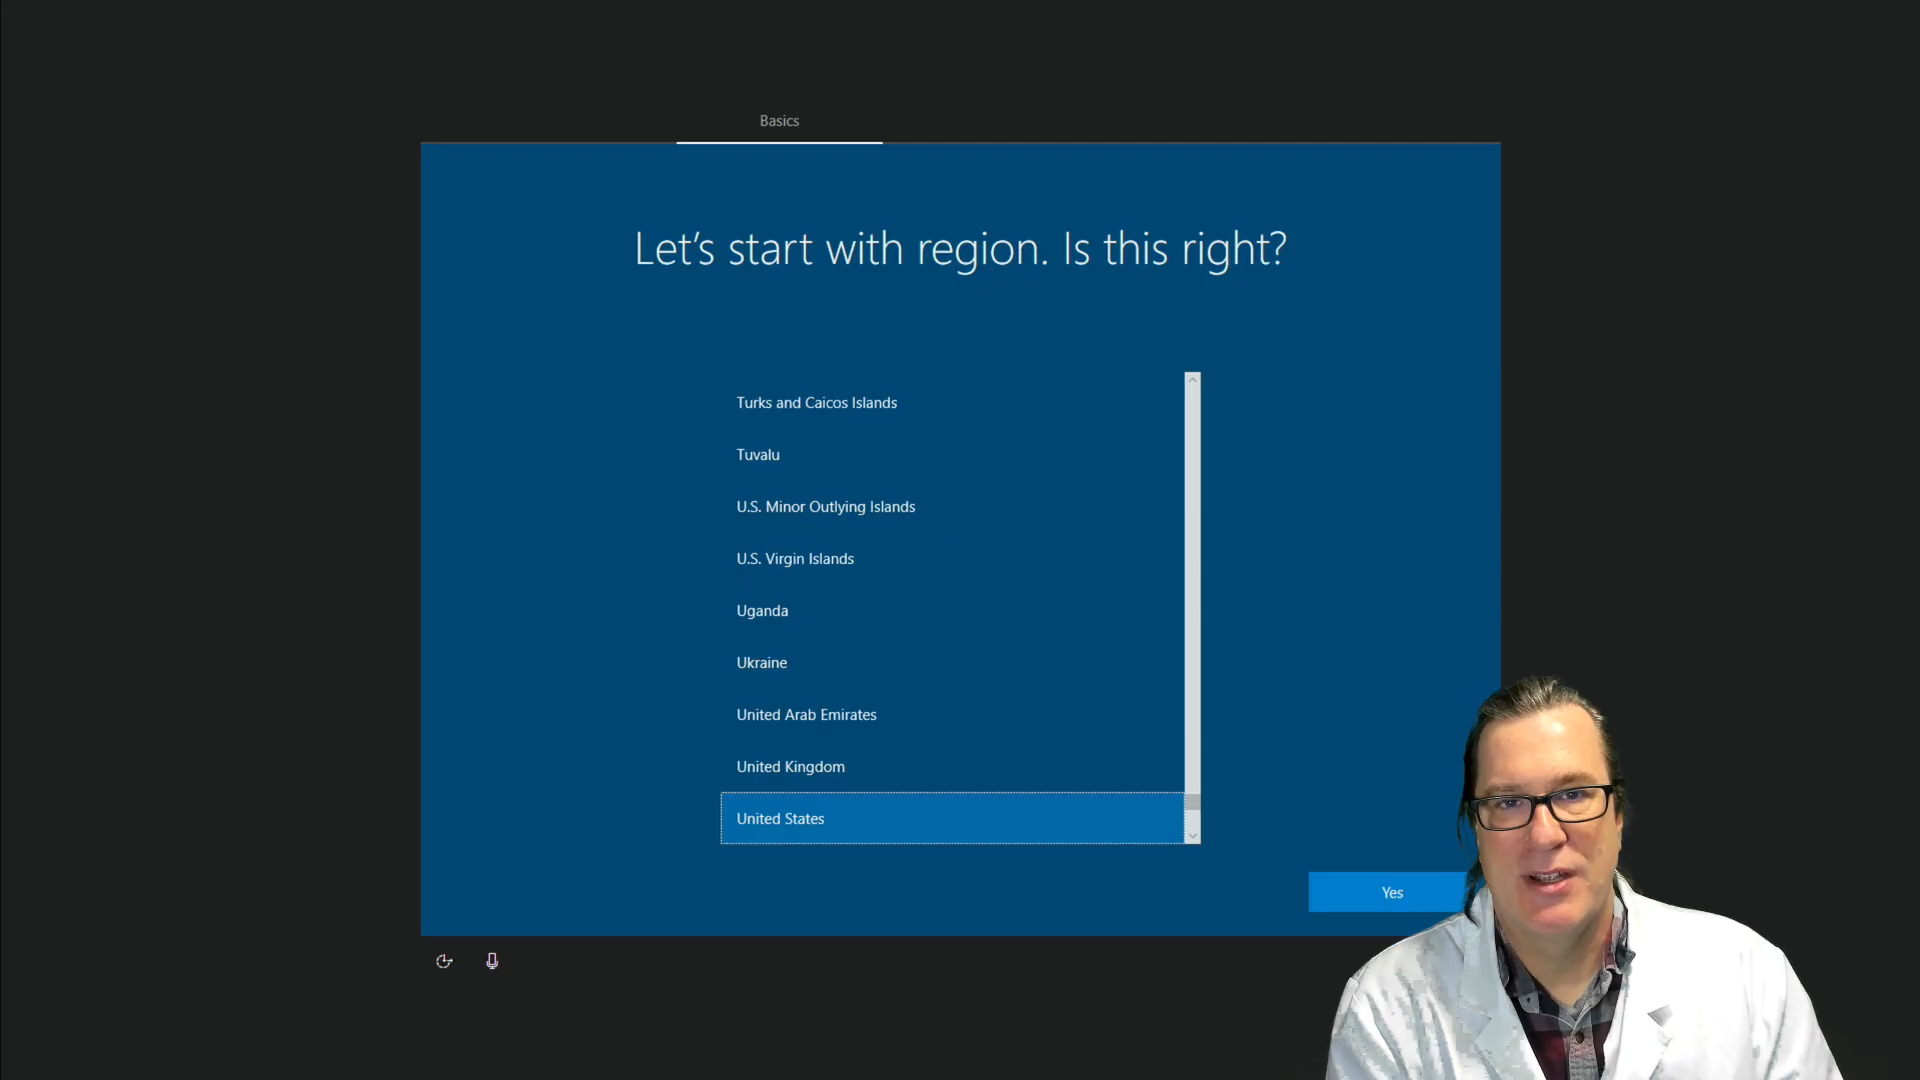 Basics
Let's start with region. Is this right?
Turks and Caicos Islands
Tuvalu
U.S. Minor Outlying Islands
U.S. Virgin Islands
Uganda
Ukraine
United Arab Emirates
United Kingdom
United States
Yes